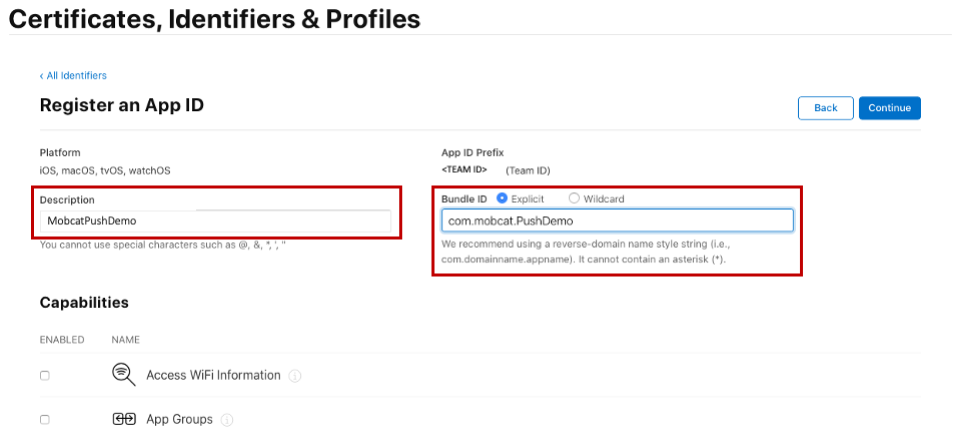 Certificates, Identifiers & Profiles
‹ All Identifiers
Register an App ID
Back
Continue
Platform
iOS, macOS, tvOS, watchOS
App ID Prefix
<TEAM ID> (Team ID)
Description
MobcatPushDemo
You cannot use special characters such as @, &, *, ', "
Bundle ID Explicit Wildcard
com.mobcat.PushDemo
We recommend using a reverse-domain name style string (i.e.,
com.domainname.appname). It cannot contain an asterisk (*).
Capabilities
ENABLED NAME
Access WiFi Information
App Groups